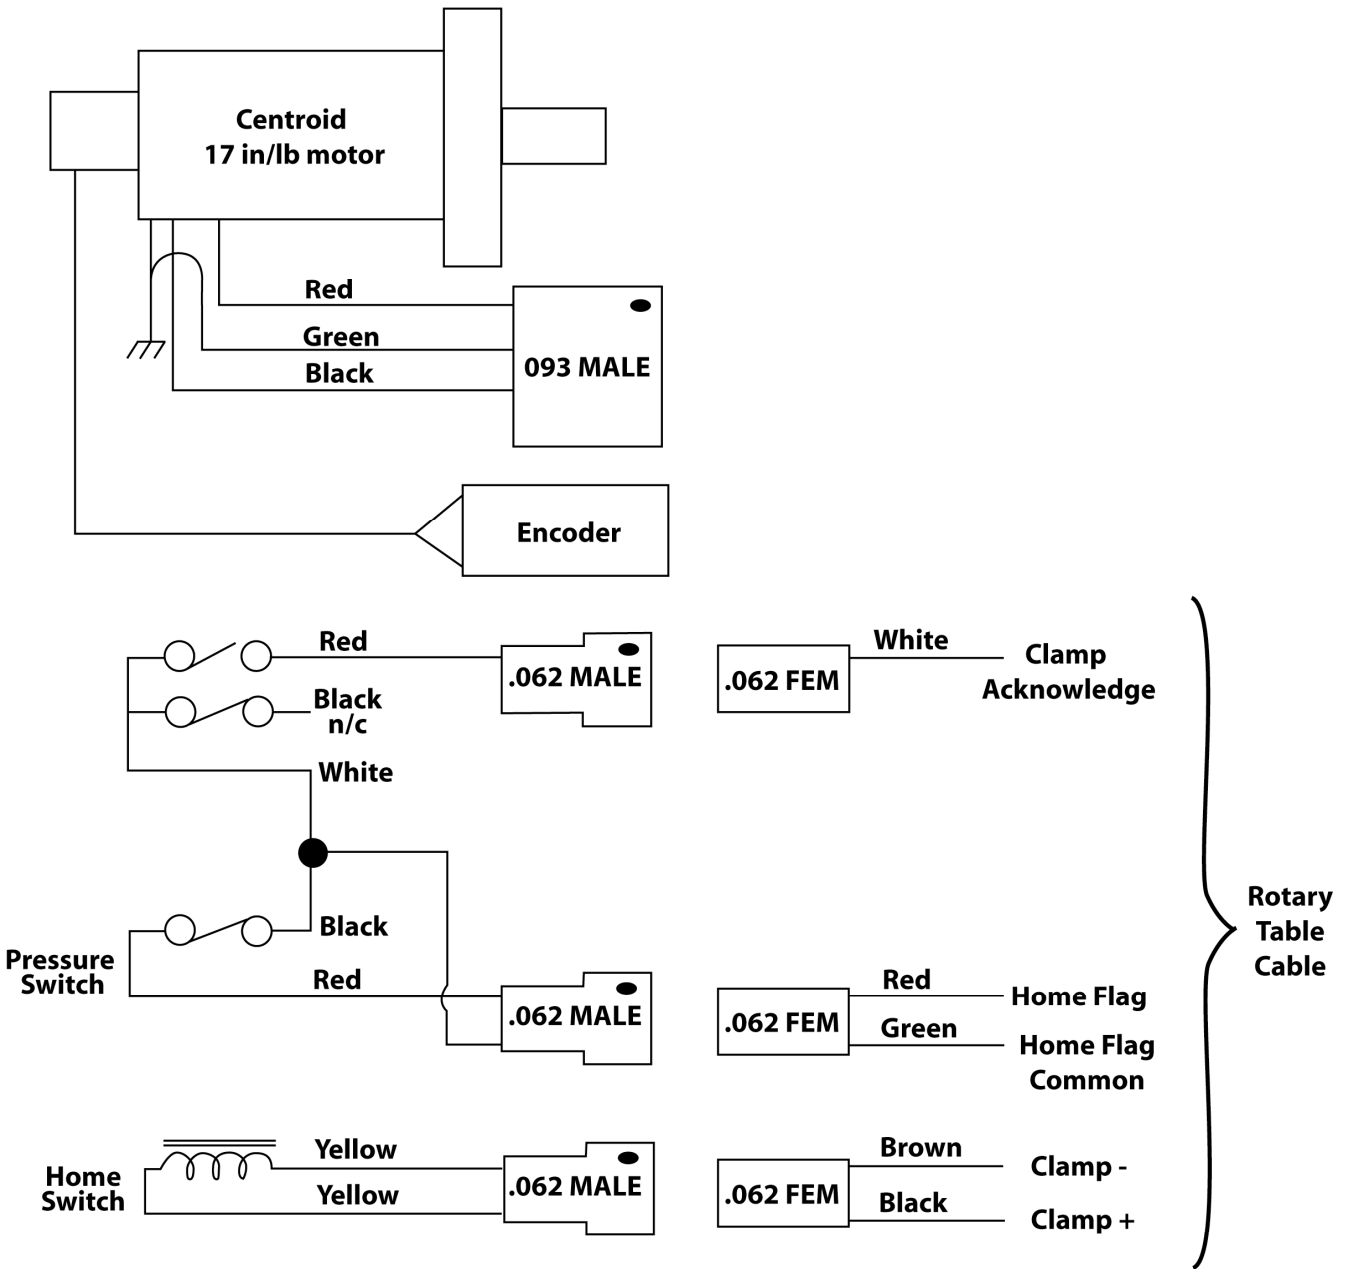 Centroid
17 in/lb motor
Red
Green
Black
093 MALE
Encoder
Red
Black
n/c
White
.062 MALE
.062 FEM
White
Clamp
Acknowledge
Black
Pressure
Switch
Red
.062 MALE
.062 FEM
Red
Home Flag
Green
Home Flag
Common
Rotary
Table
Cable
Home
Switch
Yellow
Yellow
.062 MALE
.062 FEM
Brown
Clamp -
Black
Clamp +